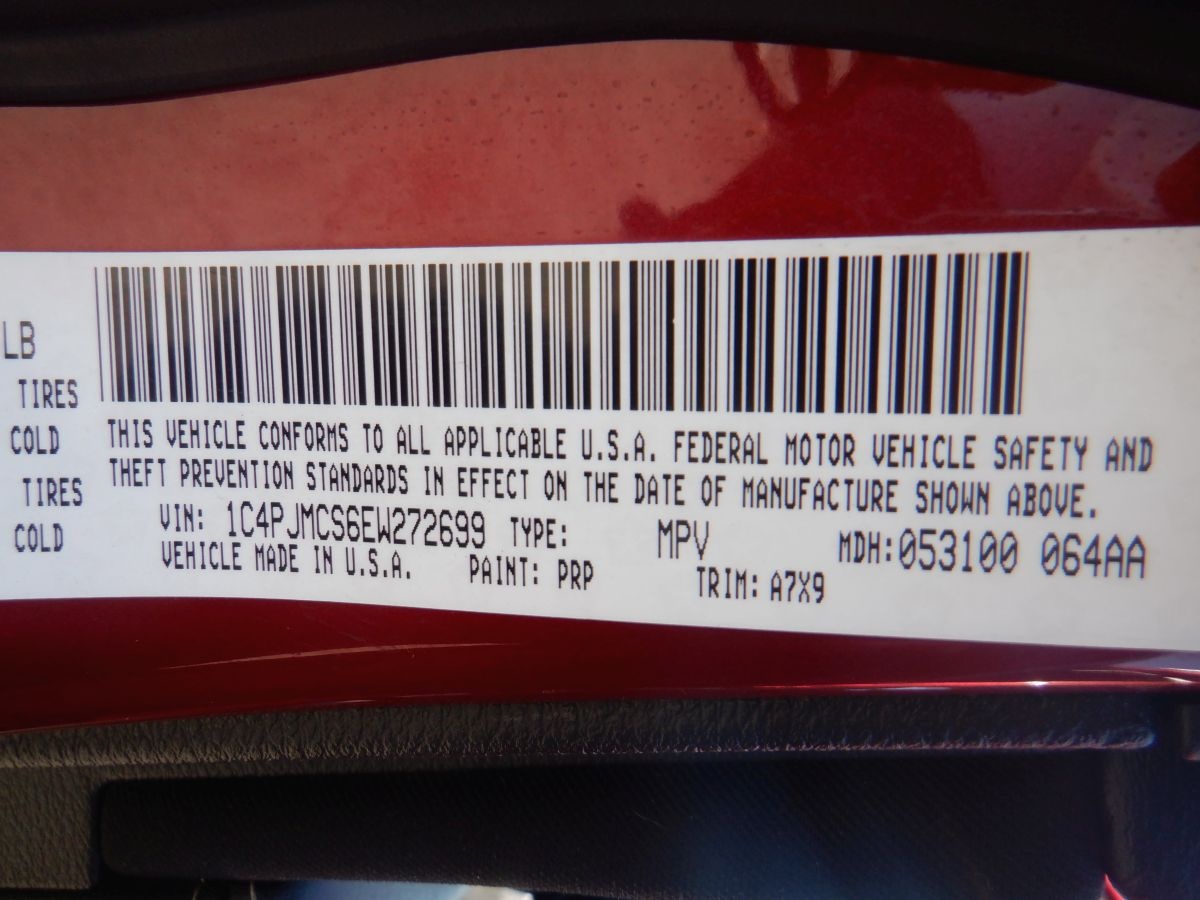 LB
TIRES
COLD
TIRES
COLD
THIS VEHICLE CONFORMS TO ALL APPLICABLE U.S.A. FEDERAL MOTOR VEHICLE SAFETY AND
THEFT PREVENTION STANDARDS IN EFFECT ON THE DATE OF MANUFACTURE SHOWN ABOVE.
VIN: 1C4PJMCS6EW272699 TYPE: MPV MDH:053100 064AA
VEHICLE MADE IN U.S.A. PAINT: PRP TRIM: A7X9